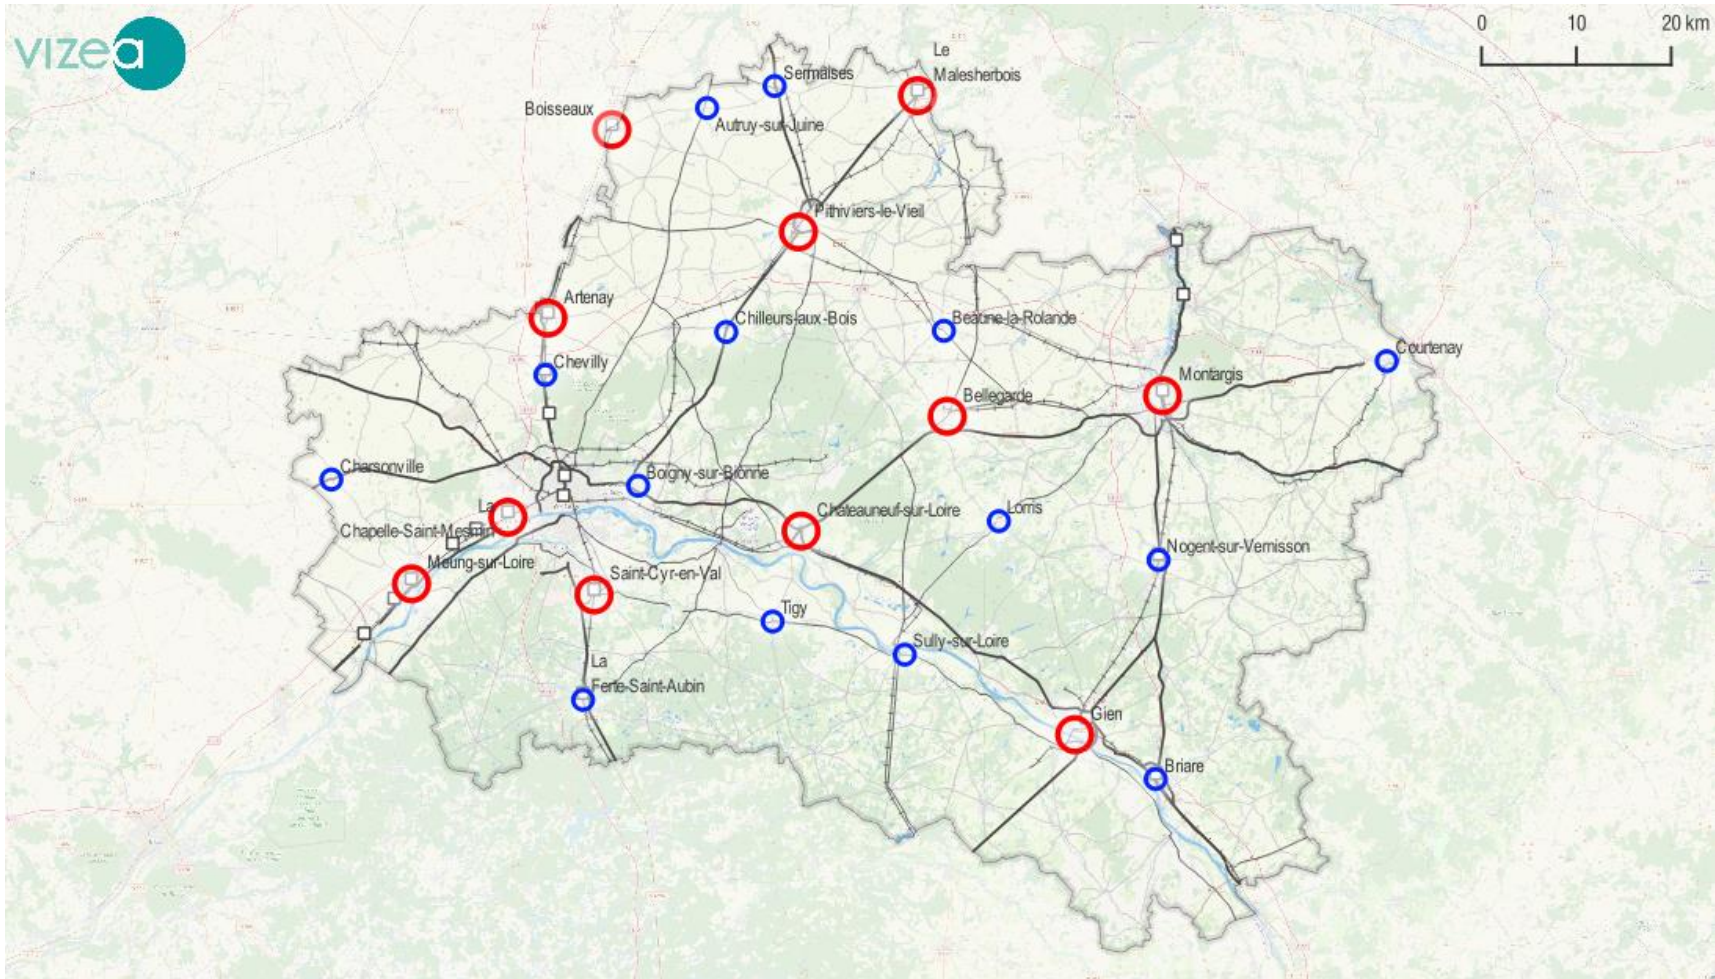 vizea
0 10 20 km
Le
Malesherbois
Sermaises
Boisseaux
Autruy-sur-Juine
Pithiviers-le-Vieil
Artenay
Chilleurs-aux-Bois
Beaune-la-Rolande
Chevilly
Courtenay
Montargis
Bellegarde
Charsonville
Boigny-sur-Bionne
La
Chapelle-Saint-Mesmin
Chateauneuf-sur-Loire
Lorris
Nogent-sur-Vernisson
Meung-sur-Loire
Saint-Cyr-en-Val
Tigy
Sully-sur-Loire
La
Ferte-Saint-Aubin
Gien
Briare